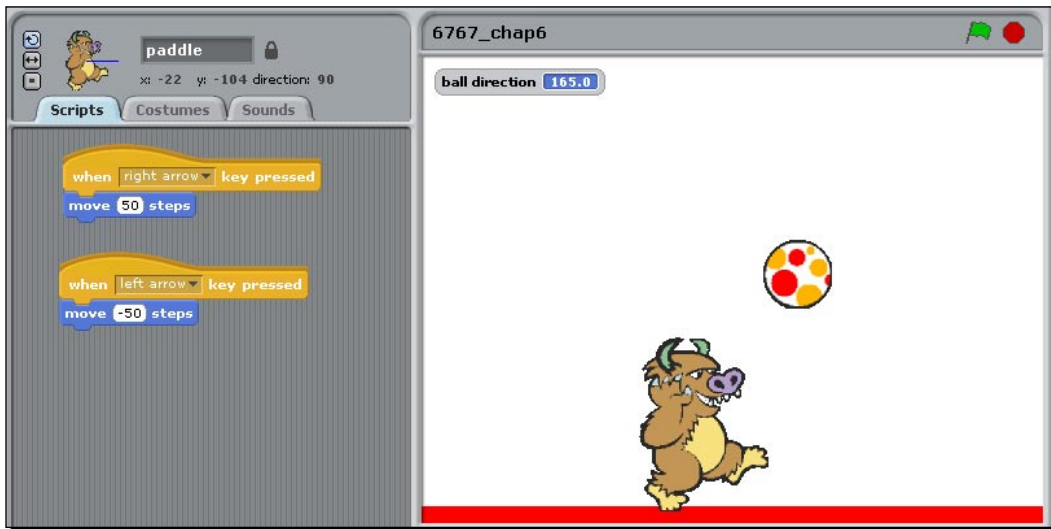 paddle
x: -22 y: -104 direction: 90
Scripts Costumes Sounds
when right arrow key pressed
move 50 steps
when left arrow key pressed
move -50 steps
6767_chap6
ball direction 165.0